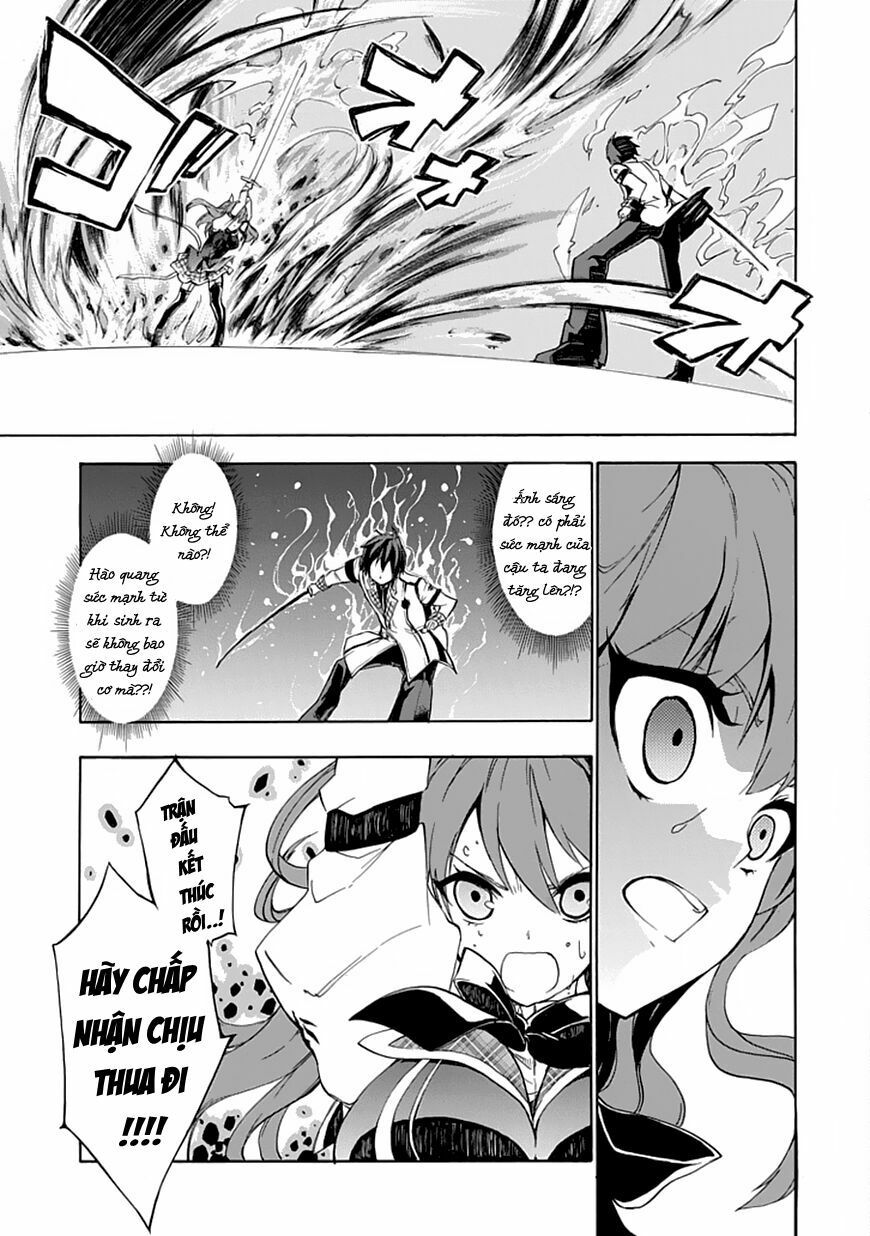 ゴオオオ
Ánh sáng
đó?? có phải
sức mạnh của
cậu ta đang
tăng lên?!?
Không!
Không thể
nào?!
Hào quang
sức mạnh từ
khi sinh ra
sẽ không bao
giờ thay đổi
cơ mà??!
TRẬN
ĐẤU
KẾT
THÚC
RỒI..!
HÃY CHẤP
NHẬN CHỊU
THUA ĐI
!!!!